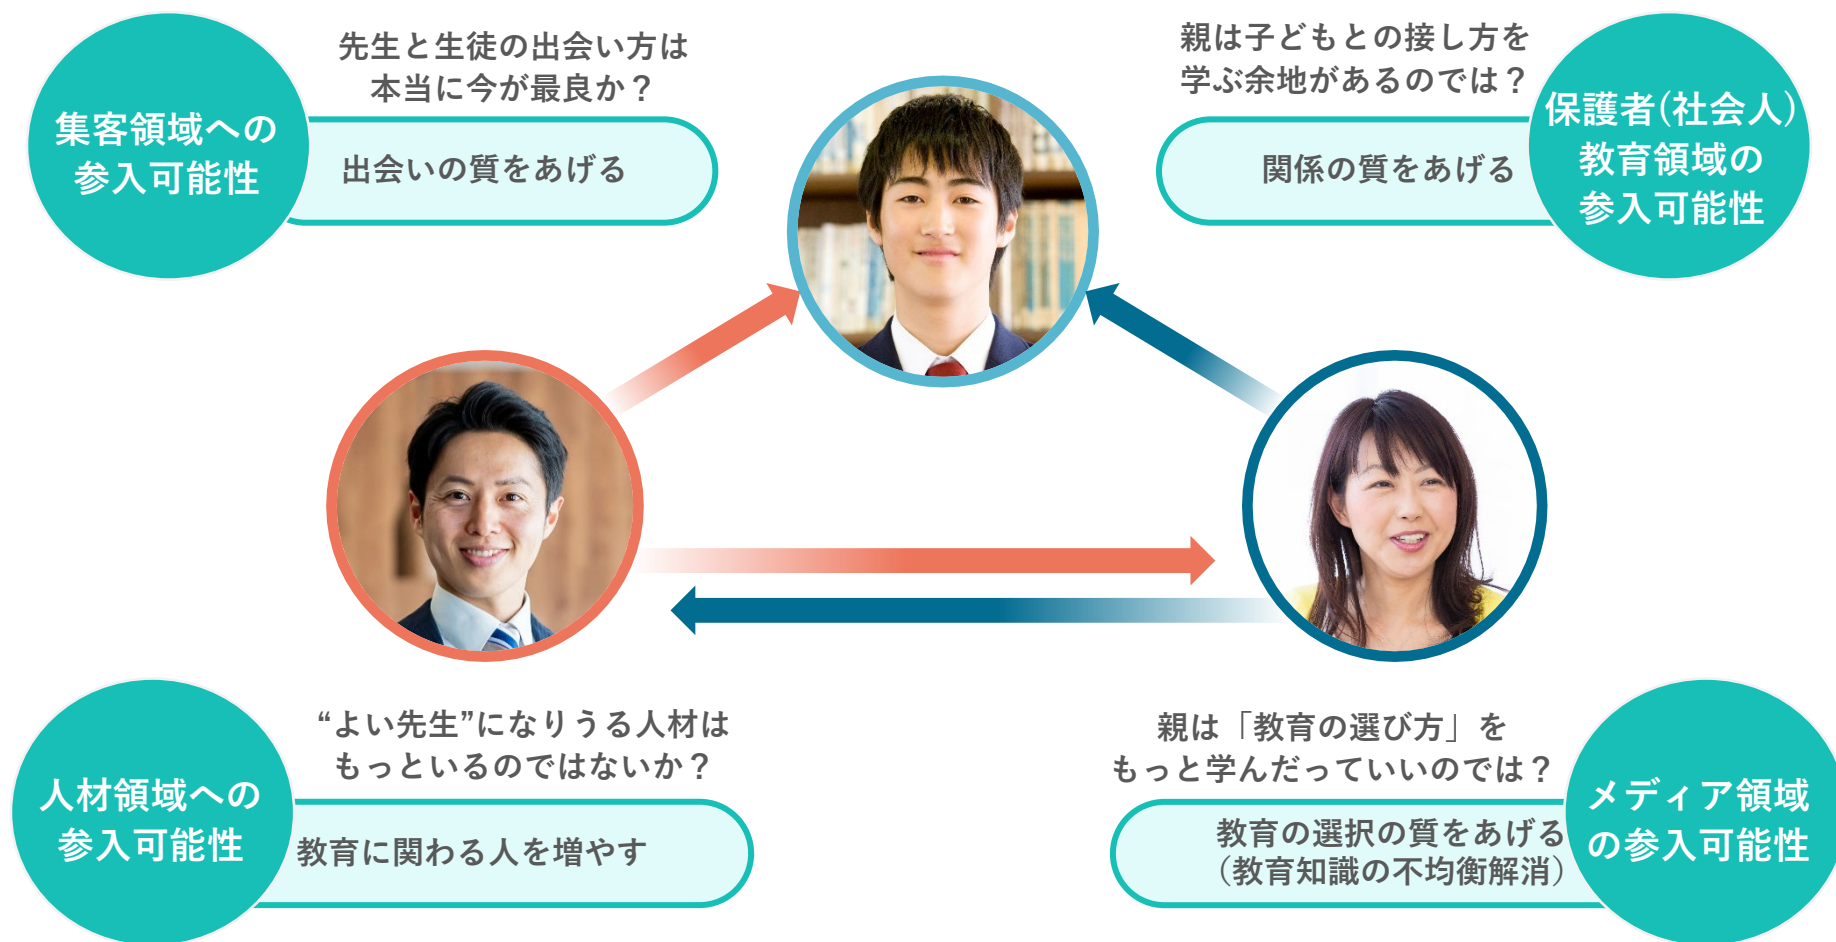 先生と生徒の出会い方は
本当に今が最良か？
集客領域への
参入可能性
出会いの質をあげる
親は子どもとの接し方を
学ぶ余地があるのでは？
保護者(社会人)
教育領域の
参入可能性
関係の質をあげる
“よい先生”になりうる人材は
もっといるのではないか？
人材領域への
参入可能性
教育に関わる人を増やす
親は「教育の選び方」を
もっと学んだっていいのでは？
メディア領域
の参入可能性
教育の選択の質をあげる
（教育知識の不均衡解消）